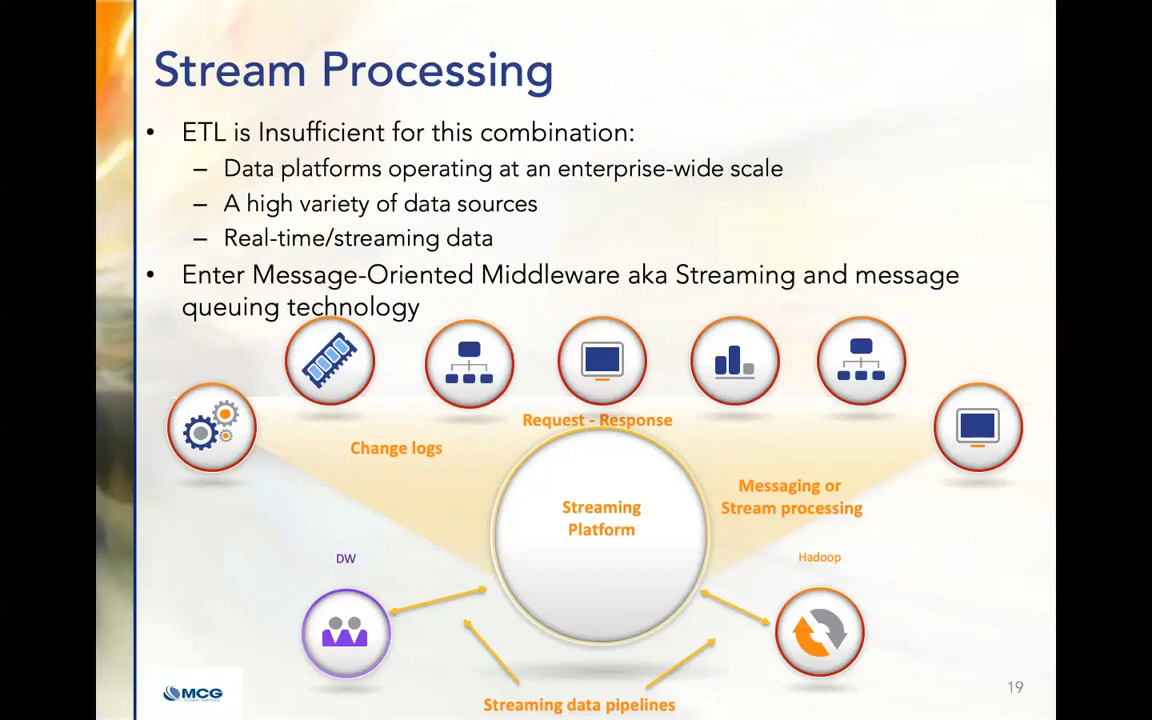 Stream Processing
• ETL is Insufficient for this combination:
– Data platforms operating at an enterprise-wide scale
– A high variety of data sources
– Real-time/streaming data
• Enter Message-Oriented Middleware aka Streaming and message
queuing technology
Request - Response
Change logs
Messaging or
Stream processing
Streaming
Platform
DW
Hadoop
Streaming data pipelines
MCG
19